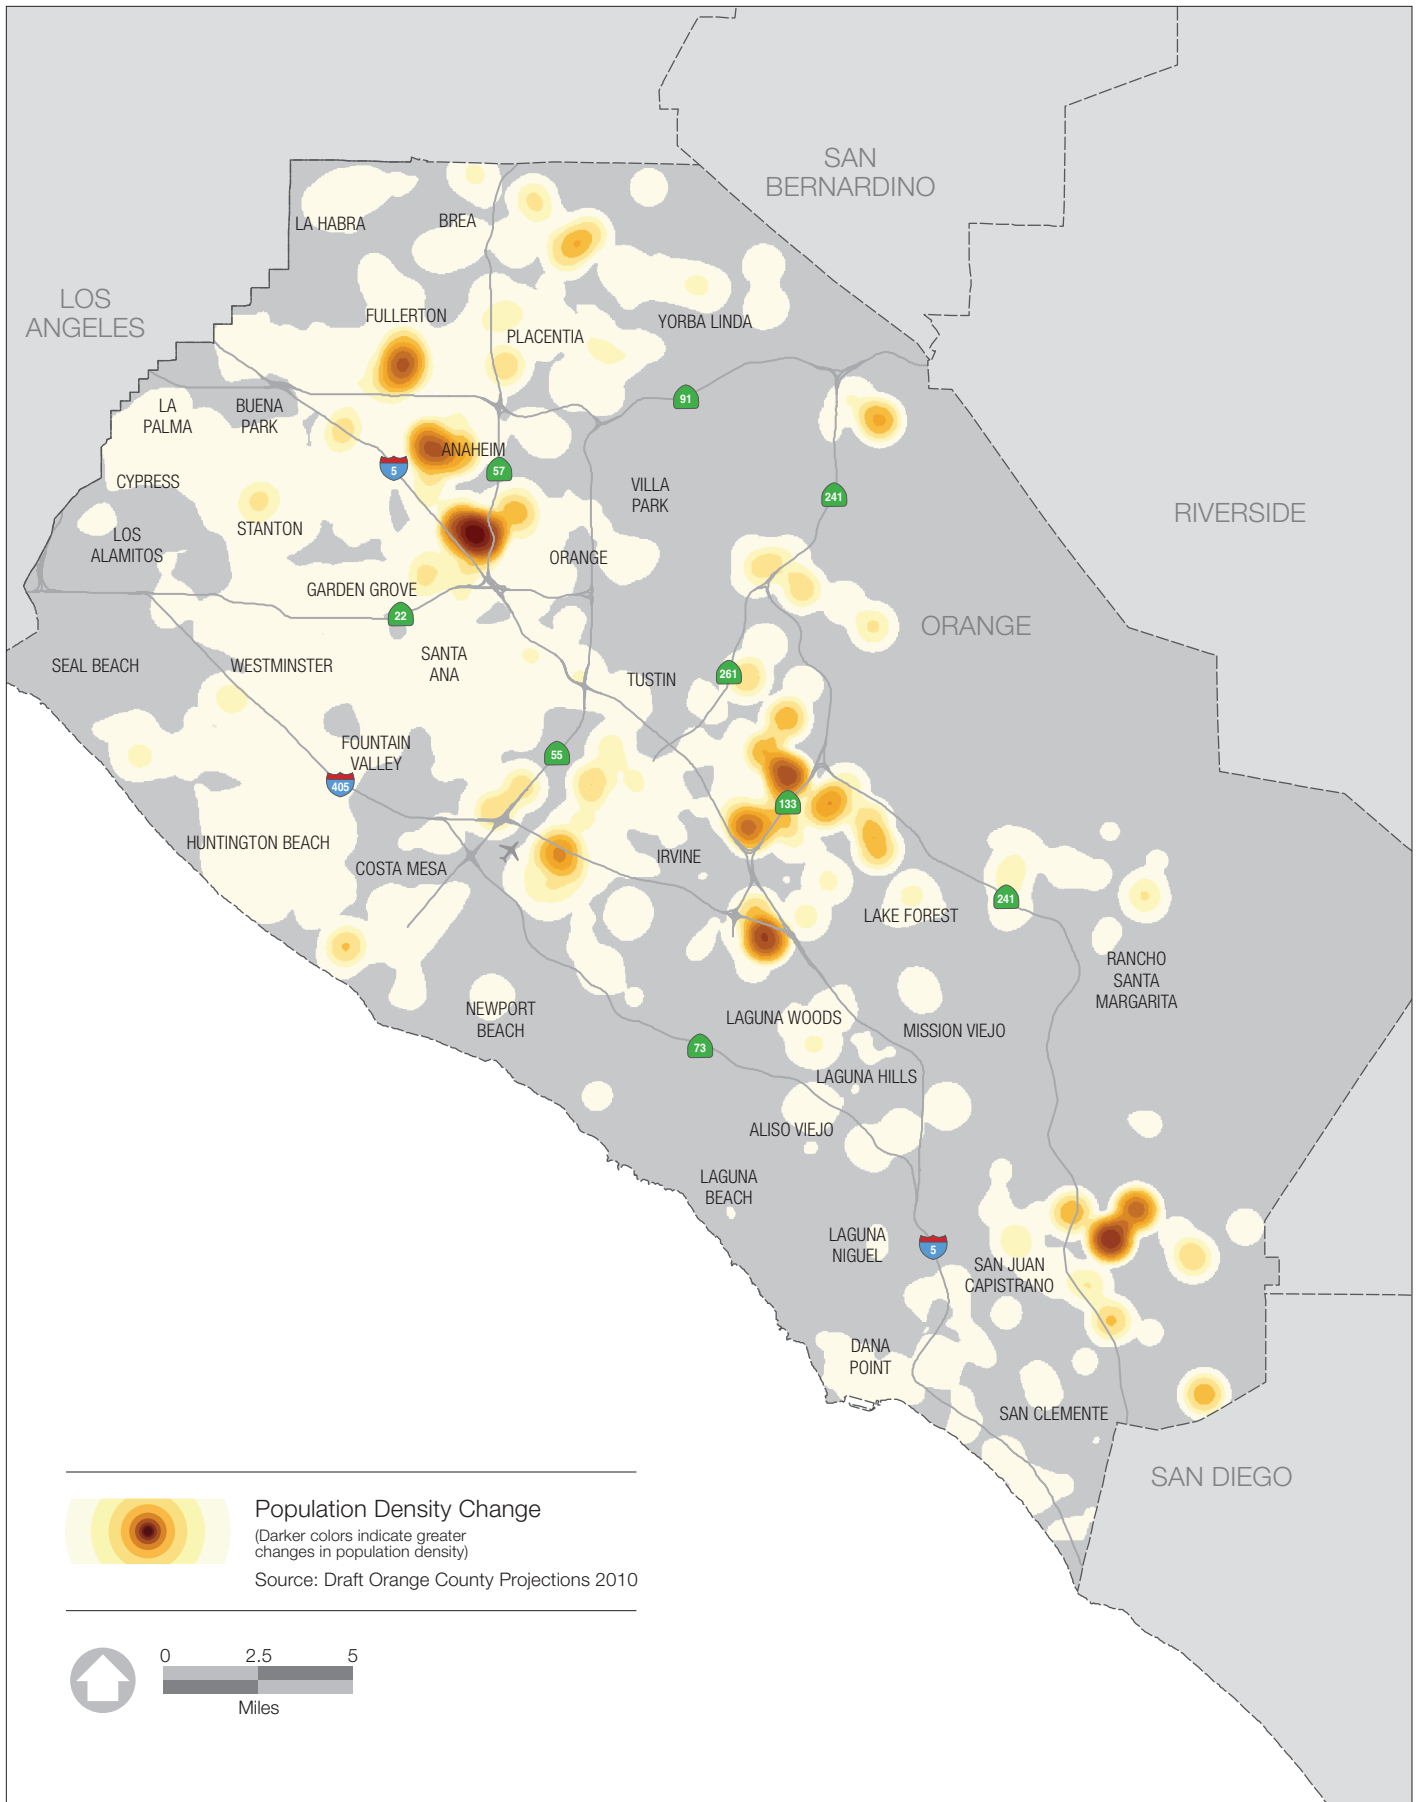 SAN
BERNARDINO
LOS
ANGELES
RIVERSIDE
ORANGE
SAN DIEGO
LA HABRA
BREA
FULLERTON
PLACENTIA
YORBA LINDA
LA
PALMA
BUENA
PARK
91
ANAHEIM
5
57
CYPRESS
VILLA
PARK
241
STANTON
LOS
ALAMITOS
ORANGE
GARDEN GROVE
22
SEAL BEACH
WESTMINSTER
SANTA
ANA
TUSTIN
261
FOUNTAIN
VALLEY
55
405
133
HUNTINGTON BEACH
COSTA MESA
IRVINE
LAKE FOREST
241
RANCHO
SANTA
MARGARITA
NEWPORT
BEACH
LAGUNA WOODS
MISSION VIEJO
73
LAGUNA HILLS
ALISO VIEJO
LAGUNA
BEACH
LAGUNA
NIGUEL
5
SAN JUAN
CAPISTRANO
DANA
POINT
SAN CLEMENTE
Population Density Change
(Darker colors indicate greater
changes in population density)
Source: Draft Orange County Projections 2010
0 2.5 5
Miles